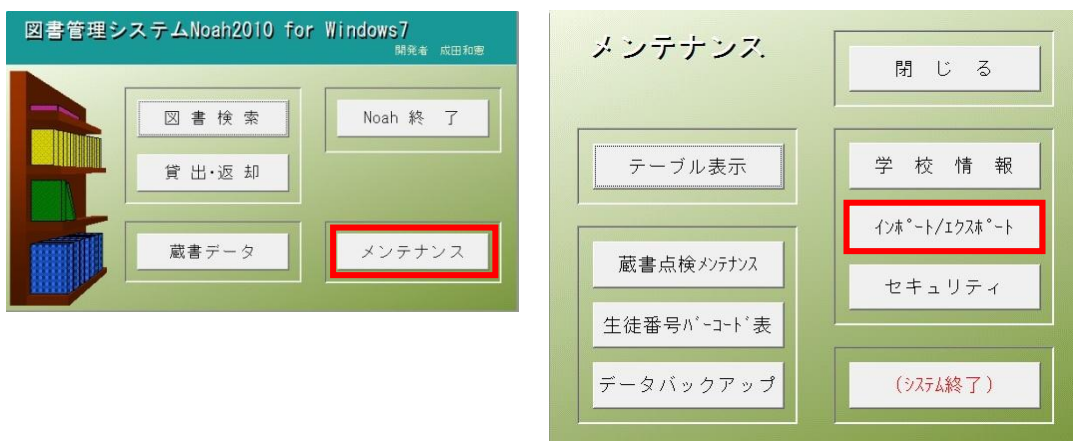 図書管理システムNoah2010 for Windows7
開発者 成田和憲
図 書 検 索
Noah 終 了
貸 出・返 却
蔵書データ
メンテナンス
メンテナンス
閉 じ る
テーブル表示
学 校 情 報
ｲﾝﾎﾟｰﾄ/ｴｸｽﾎﾟｰﾄ
蔵書点検ﾒﾝﾃﾅﾝｽ
セキュリティ
生徒番号ﾊﾞｰｺｰﾄﾞ表
データバックアップ
(ｼｽﾃﾑ終了)